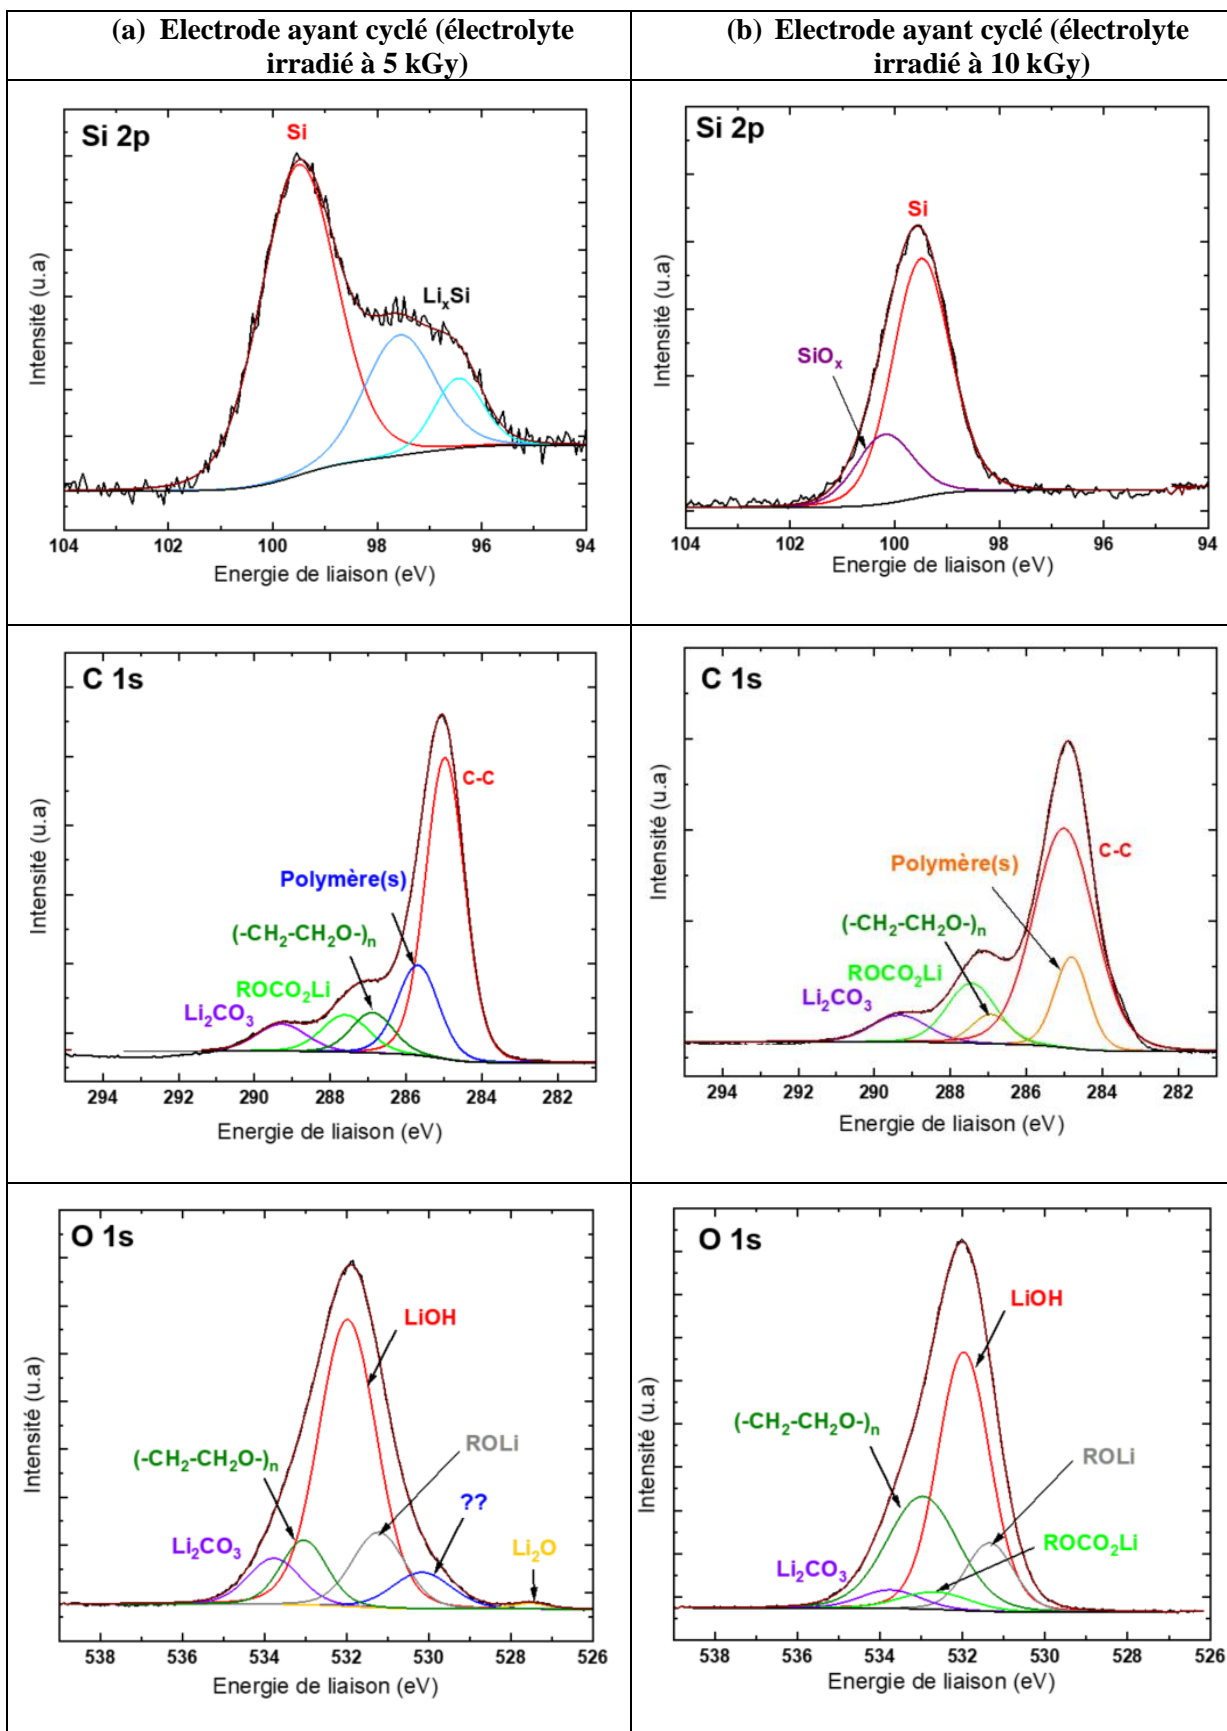 (a) Electrode ayant cyclé (électrolyte
irradié à 5 kGy)
(b) Electrode ayant cyclé (électrolyte
irradié à 10 kGy)
Si 2p
Si
LiₓSi
Intensité (u.a)
104 102 100 98 96 94
Energie de liaison (eV)
Si 2p
Si
SiOₓ
Intensité (u.a)
104 102 100 98 96 94
Energie de liaison (eV)
C 1s
C-C
Polymère(s)
(-CH₂-CH₂O-)ₙ
ROCO₂Li
Li₂CO₃
Intensité (u.a)
294 292 290 288 286 284 282
Energie de liaison (eV)
C 1s
C-C
Polymère(s)
(-CH₂-CH₂O-)ₙ
ROCO₂Li
Li₂CO₃
Intensité (u.a)
294 292 290 288 286 284 282
Energie de liaison (eV)
O 1s
LiOH
(-CH₂-CH₂O-)ₙ
ROLi
??
Li₂CO₃
Li₂O
Intensité (u.a)
538 536 533 532 531 530 528 526
Energie de liaison (eV)
O 1s
LiOH
(-CH₂-CH₂O-)ₙ
ROLi
ROCO₂Li
Li₂CO₃
Intensité (u.a)
538 536 534 532 530 528 526
Energie de liaison (eV)